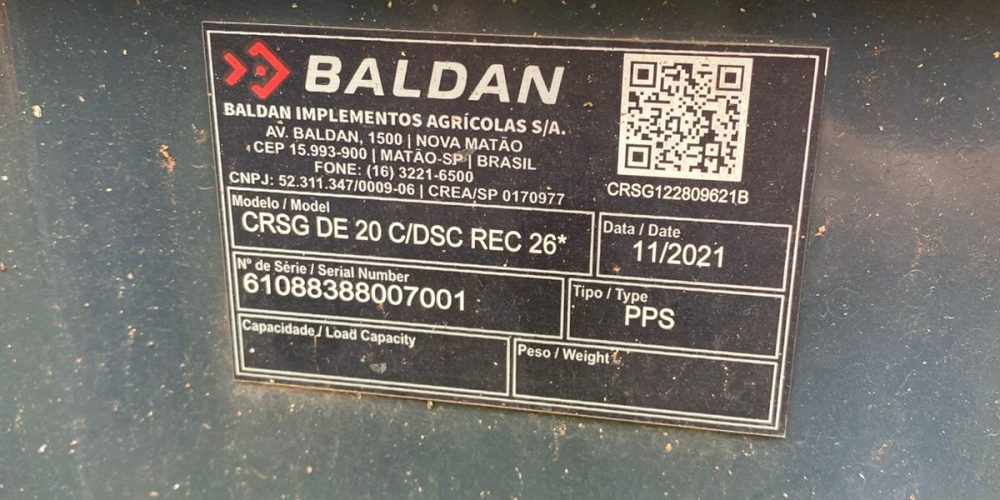 BALDAN
BALDAN IMPLEMENTOS AGRÍCOLAS S/A.
AV. BALDAN, 1500 | NOVA MATÃO
CEP 15.993-900 | MATÃO-SP | BRASIL
FONE: (16) 3221-6500
CNPJ: 52.311.347/0009-06 | CREA/SP 0170977
CRSG122809621B
Modelo / Model
CRSG DE 20 C/DSC REC 26*
Data / Date
11/2021
Nº de Série / Serial Number
61088388007001
Tipo / Type
PPS
Capacidade / Load Capacity
Peso / Weight